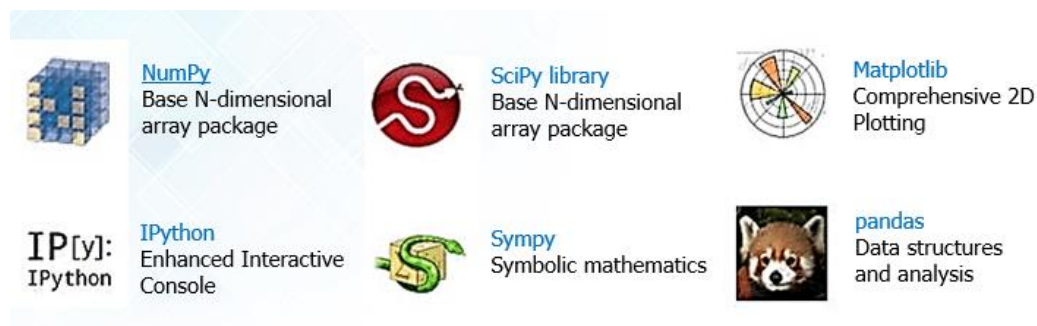 NumPy
Base N-dimensional
array package
SciPy library
Base N-dimensional
array package
Matplotlib
Comprehensive 2D
Plotting
IP[y]:
IPython
IPython
Enhanced Interactive
Console
Sympy
Symbolic mathematics
pandas
Data structures
and analysis